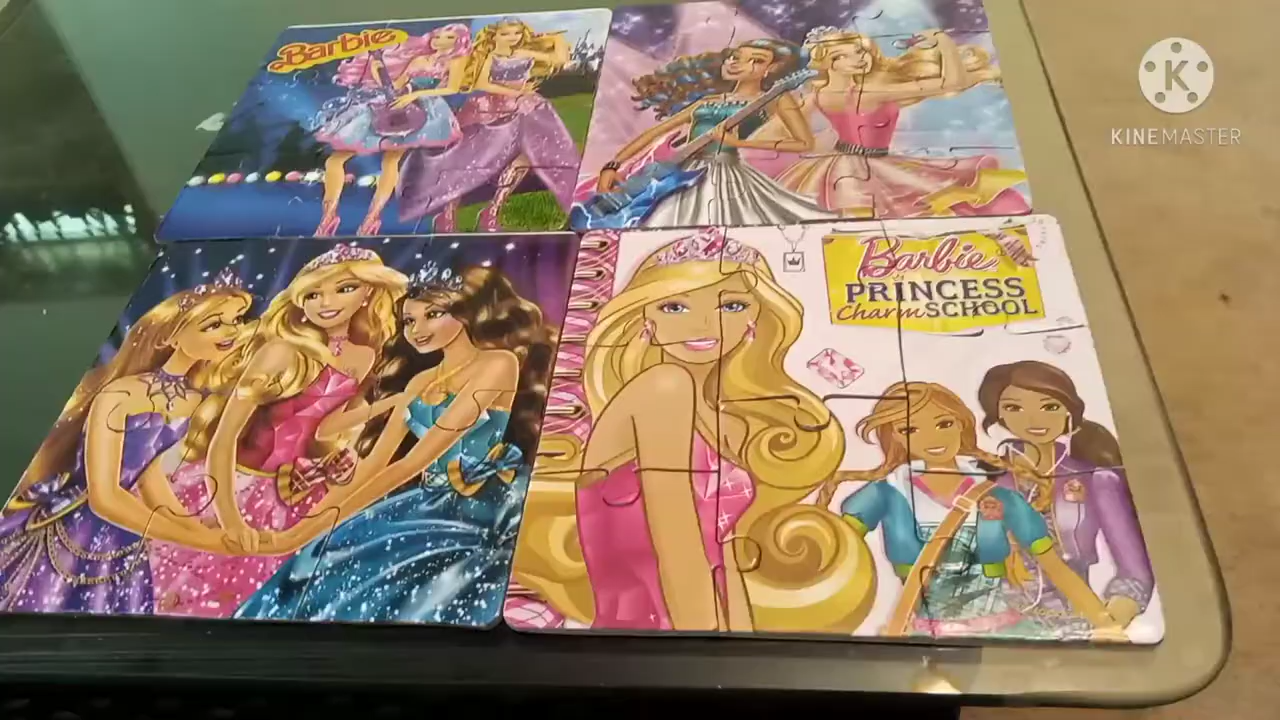 Barbie
K
KINEMASTER
Barbie
PRINCESS
Charm SCHOOL